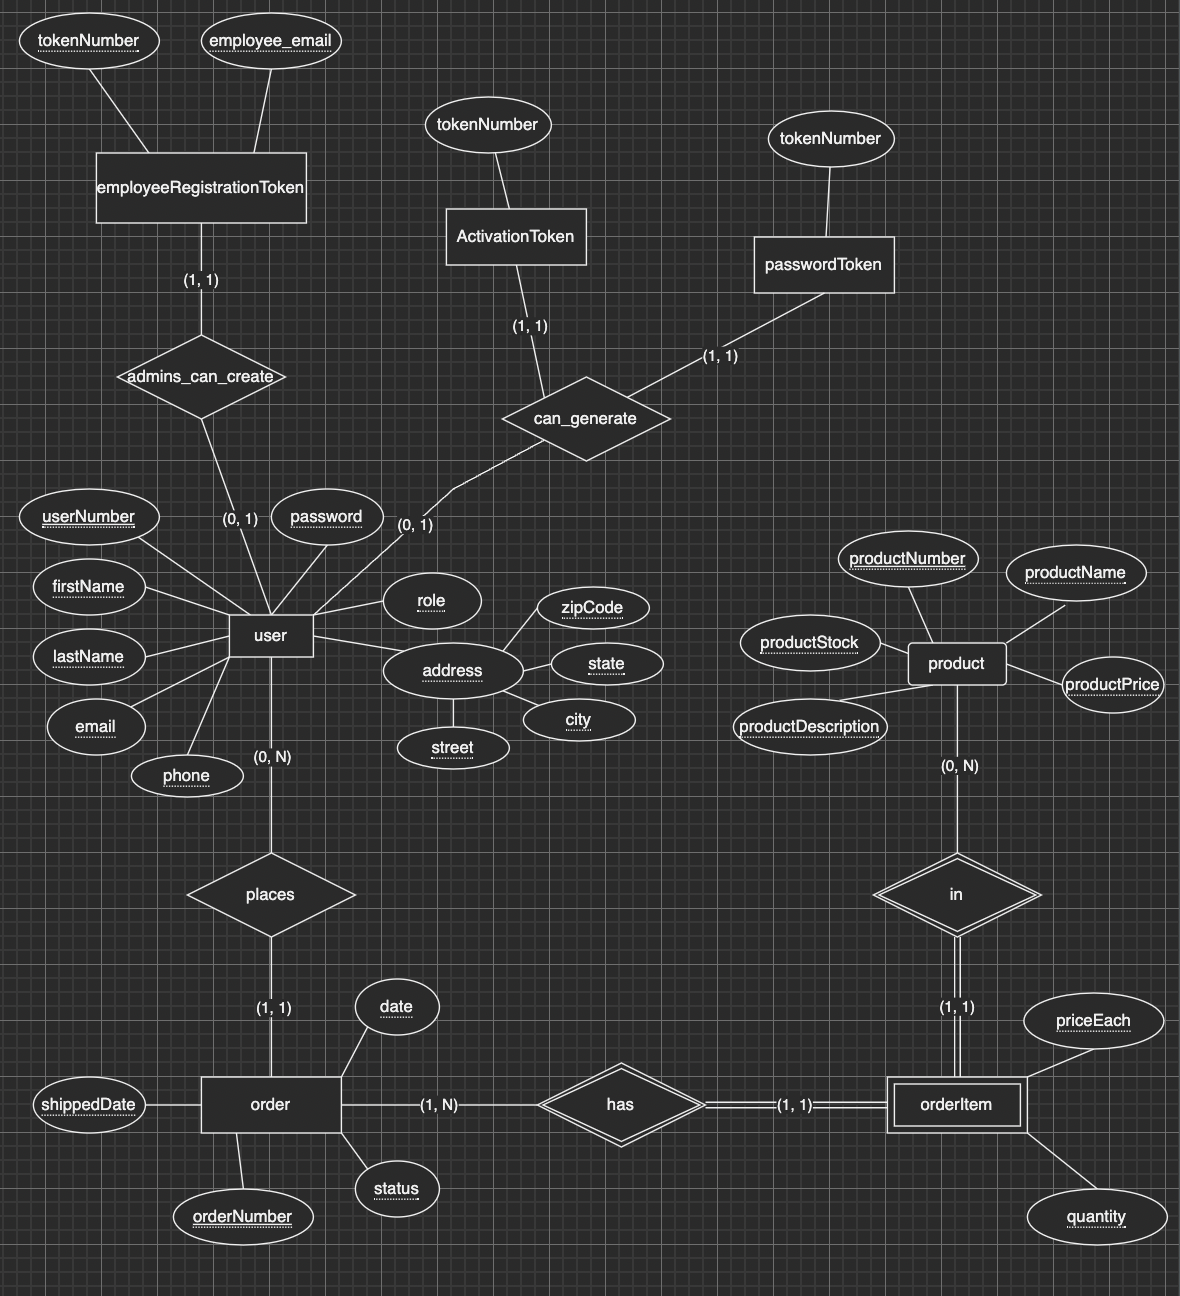 tokenNumber
employee_email
tokenNumber
tokenNumber
employeeRegistrationToken
ActivationToken
passwordToken
(1, 1)
(1, 1)
(1, 1)
admins_can_create
can_generate
userNumber
(0, 1)
password
(0, 1)
productNumber
productName
firstName
role
zipCode
user
productStock
lastName
address
state
product
productPrice
email
city
productDescription
street
(0, N)
phone
(0, N)
places
in
(1, 1)
date
(1, 1)
priceEach
shippedDate
order
(1, N)
has
(1, 1)
orderItem
status
orderNumber
quantity